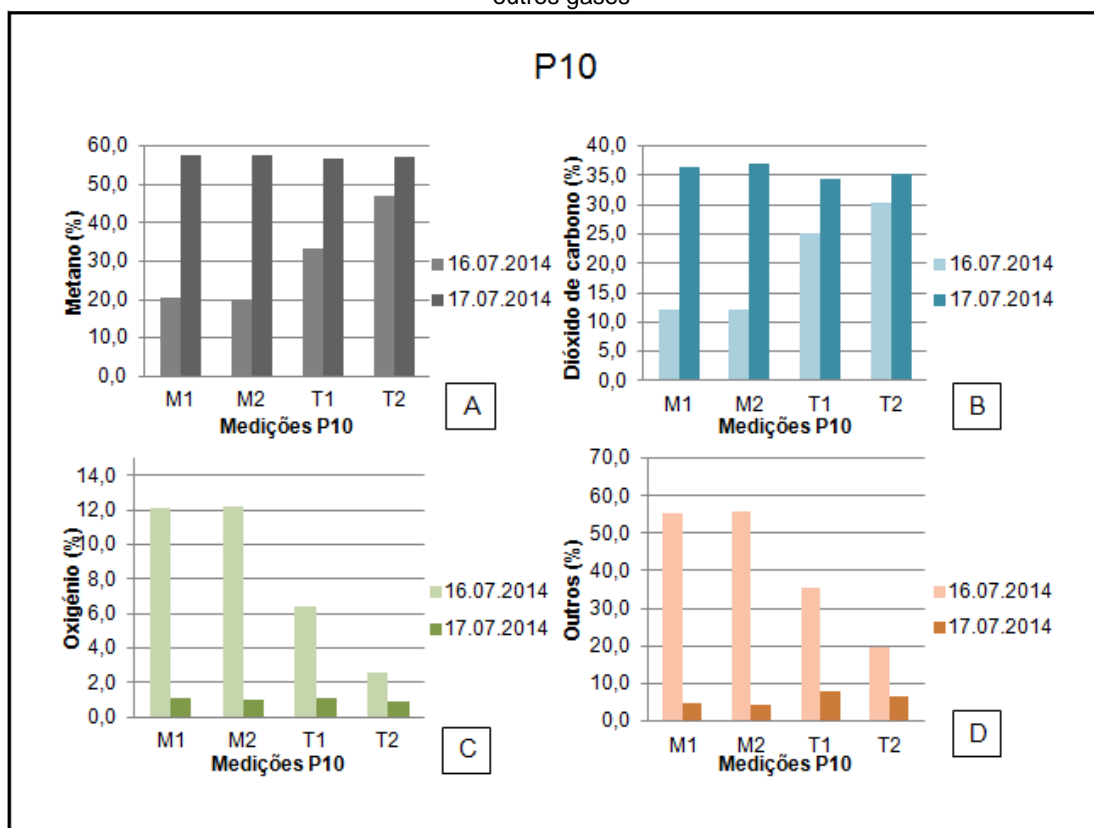 outros gases
P10
60,0
50,0
40,0
30,0
20,0
10,0
0,0
Metano (%)
M1 M2 T1 T2
Medições P10
16.07.2014
17.07.2014
A
40,0
35,0
30,0
25,0
20,0
15,0
10,0
5,0
0,0
Dióxido de carbono (%)
M1 M2 T1 T2
Medições P10
16.07.2014
17.07.2014
B
14,0
12,0
10,0
8,0
6,0
4,0
2,0
0,0
Oxigénio (%)
M1 M2 T1 T2
Medições P10
16.07.2014
17.07.2014
C
70,0
60,0
50,0
40,0
30,0
20,0
10,0
0,0
Outros (%)
M1 M2 T1 T2
Medições P10
16.07.2014
17.07.2014
D